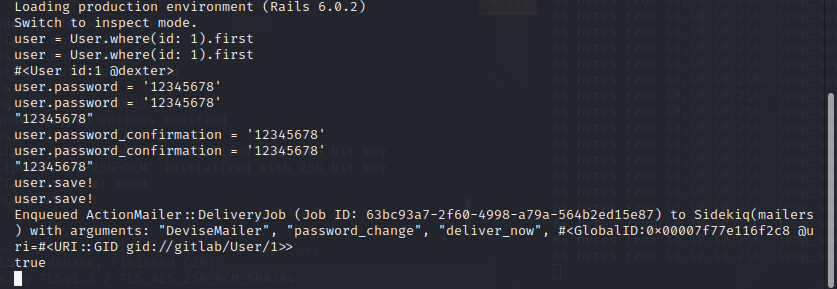 Loading production environment (Rails 6.0.2)
Switch to inspect mode.
user = User.where(id: 1).first
user = User.where(id: 1).first
#<User id:1 @dexter>
user.password = '12345678'
user.password = '12345678'
"12345678"
user.password_confirmation = '12345678'
user.password_confirmation = '12345678'
"12345678"
user.save!
user.save!
Enqueued ActionMailer::DeliveryJob (Job ID: 63bc93a7-2f60-4998-a79a-564b2ed15e87) to Sidekiq(mailers
) with arguments: "DeviseMailer", "password_change", "deliver_now", #<GlobalID:0×00007f77e116f2c8 @u
ri=#<URI::GID gid://gitlab/User/1>>
true